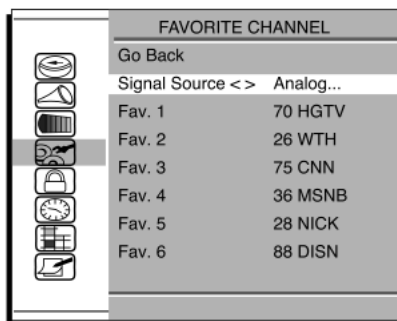 FAVORITE CHANNEL
Go Back
Signal Source < > Analog...
Fav. 1 70 HGTV
Fav. 2 26 WTH
Fav. 3 75 CNN
Fav. 4 36 MSNB
Fav. 5 28 NICK
Fav. 6 88 DISN